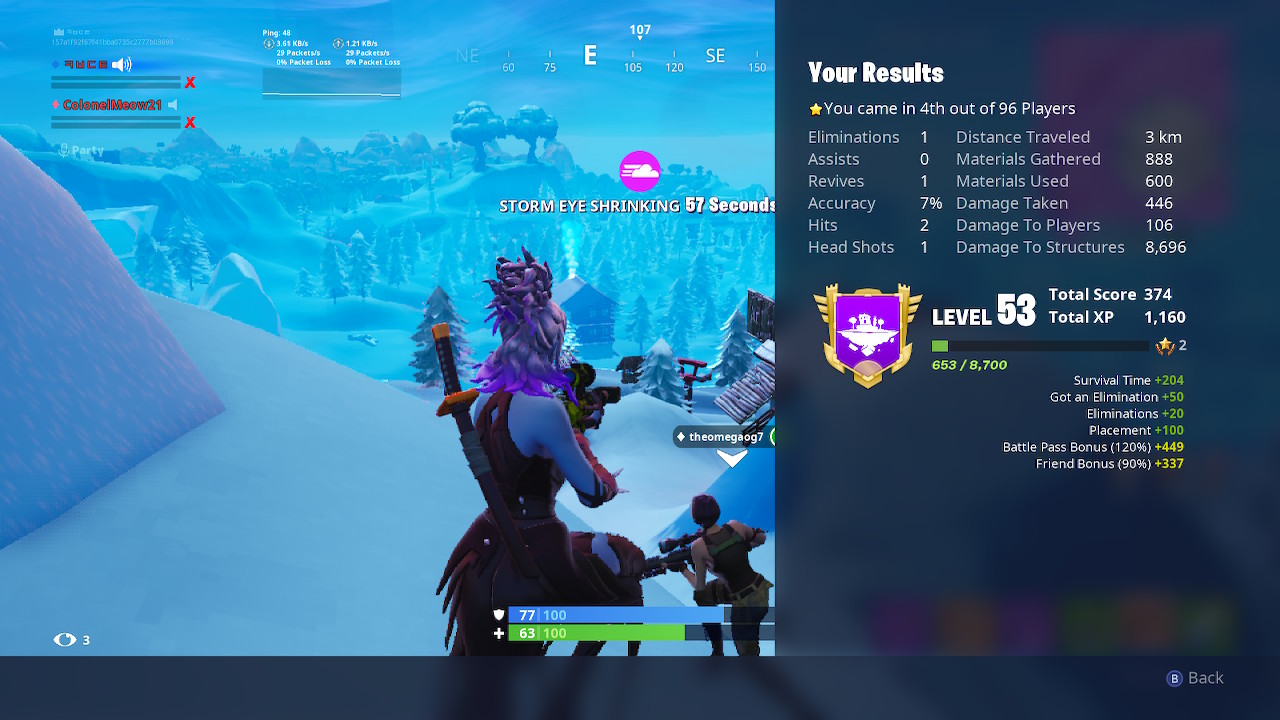 157a1f92f67f41bba0735c2777b03699
ColonelMeow21
Party
Ping: 48
3.61 KB/s 1.21 KB/s
29 Packets/s 29 Packets/s
0% Packet Loss 0% Packet Loss
107
NE 60 75 E 105 120 SE 150
STORM EYE SHRINKING 57 Seconds
theomegaog7
77 | 100
63 | 100
3
Your Results
You came in 4th out of 96 Players
Eliminations 1 Distance Traveled 3 km
Assists 0 Materials Gathered 888
Revives 1 Materials Used 600
Accuracy 7% Damage Taken 446
Hits 2 Damage To Players 106
Head Shots 1 Damage To Structures 8,696
LEVEL 53
Total Score 374
Total XP 1,160
2
653 / 8,700
Survival Time +204
Got an Elimination +50
Eliminations +20
Placement +100
Battle Pass Bonus (120%) +449
Friend Bonus (90%) +337
B Back